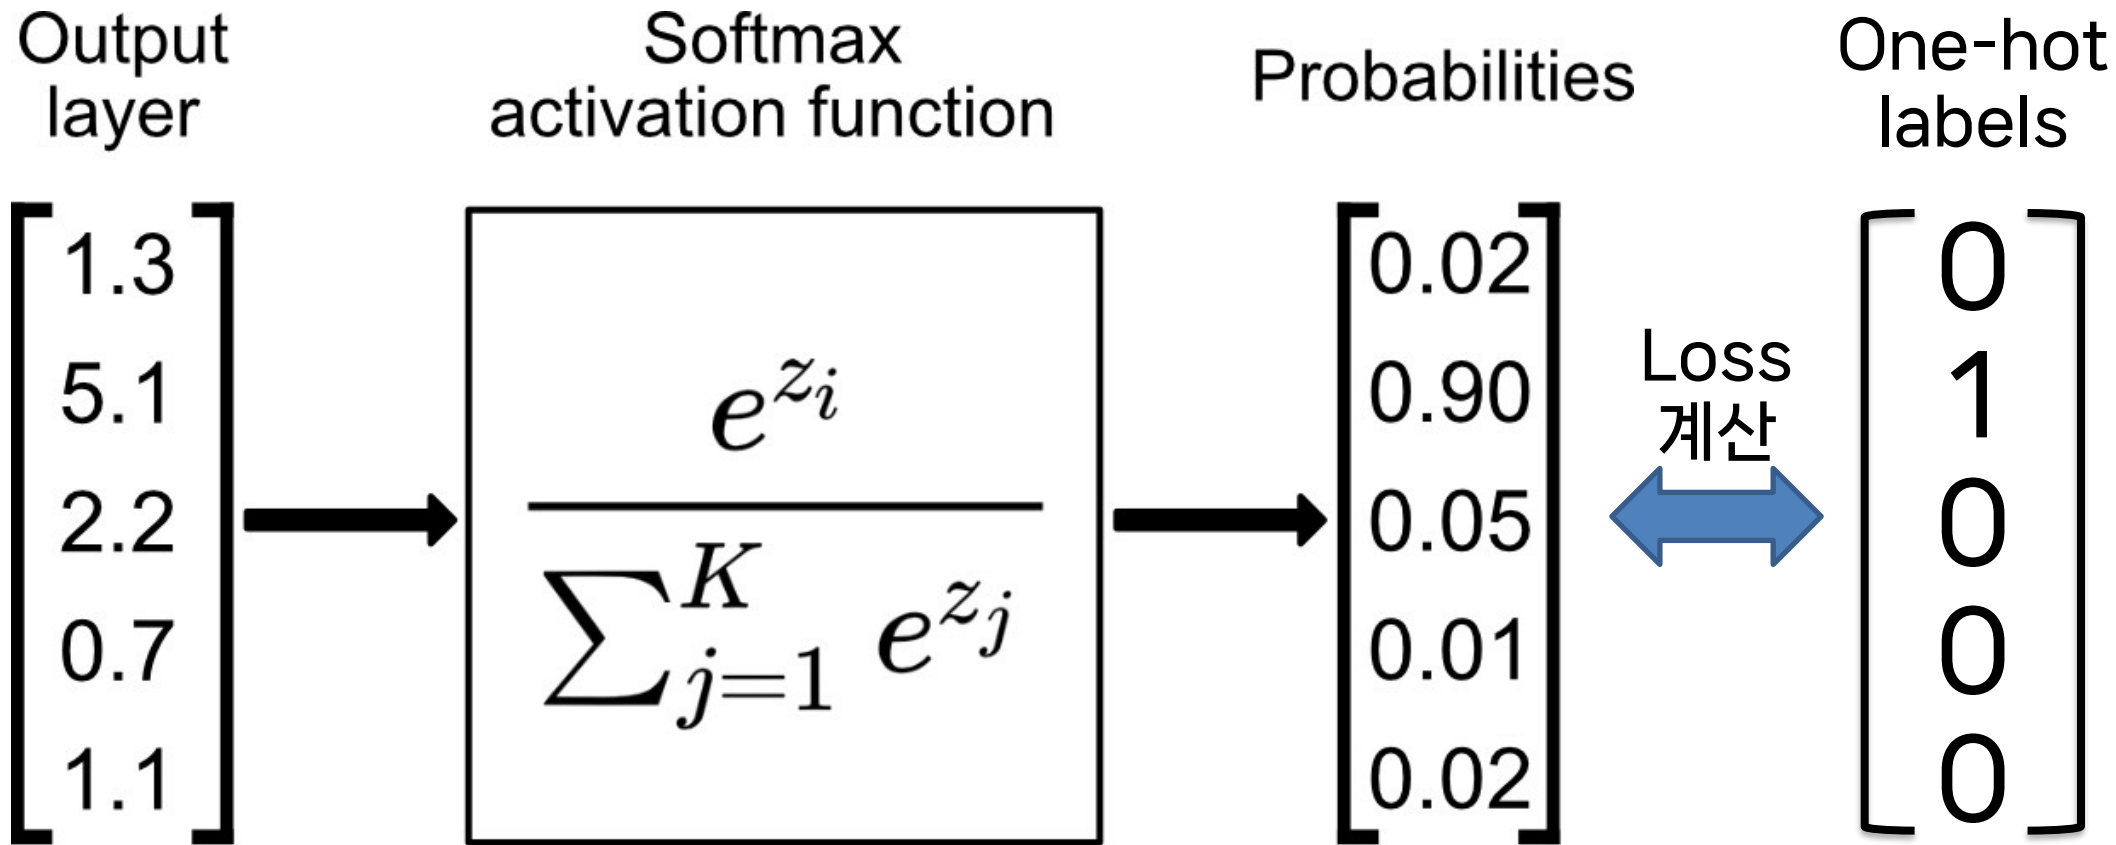 Output
layer
Softmax
activation function
Probabilities
One-hot
labels
1.3
5.1
2.2
0.7
1.1
e^{z_i}
∑_{j=1}^{K} e^{z_j}
0.02
0.90
0.05
0.01
0.02
Loss
계산
0
1
0
0
0